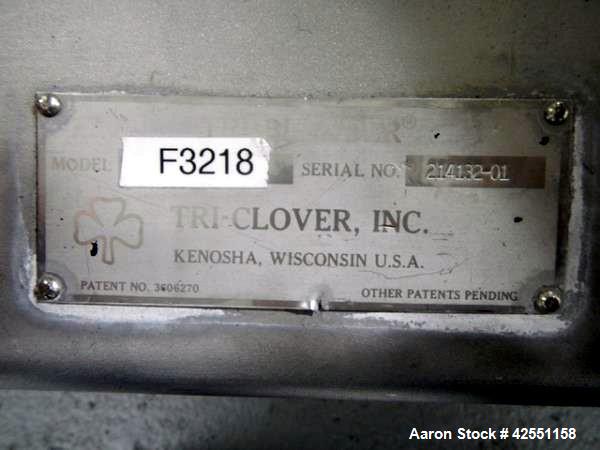 MODEL F3218 SERIAL NO. 214132-01
TRI-CLOVER, INC.
KENOSHA, WISCONSIN U.S.A.
PATENT NO. 3606270 OTHER PATENTS PENDING
Aaron Stock # 42551158